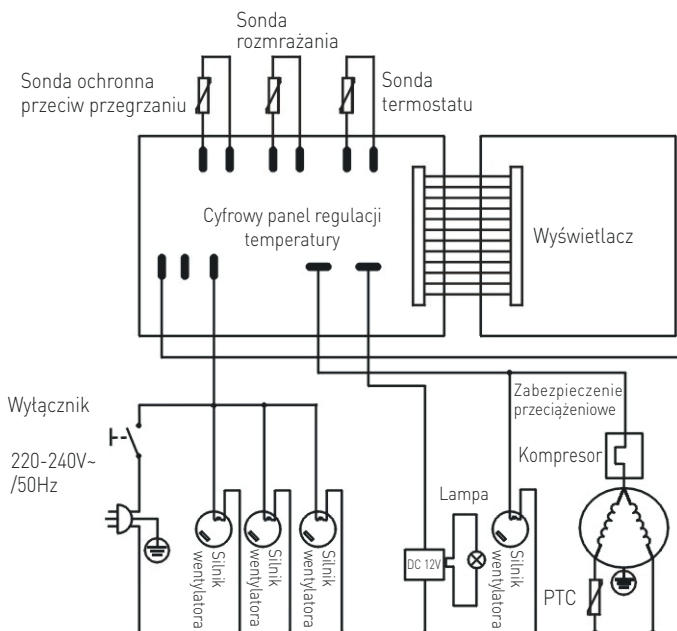 Sonda
rozmrażania
Sonda ochronna
przeciw przegrzaniu
Sonda
termostatu
Cyfrowy panel regulacji
temperatury
Wyświetlacz
Wyłącznik
220-240V~
/50Hz
Zabezpieczenie
przeciążeniowe
Kompresor
Lampa
DC 12V
Silnik
wentylatora
Silnik
wentylatora
Silnik
wentylatora
Silnik
wentylatora
PTC